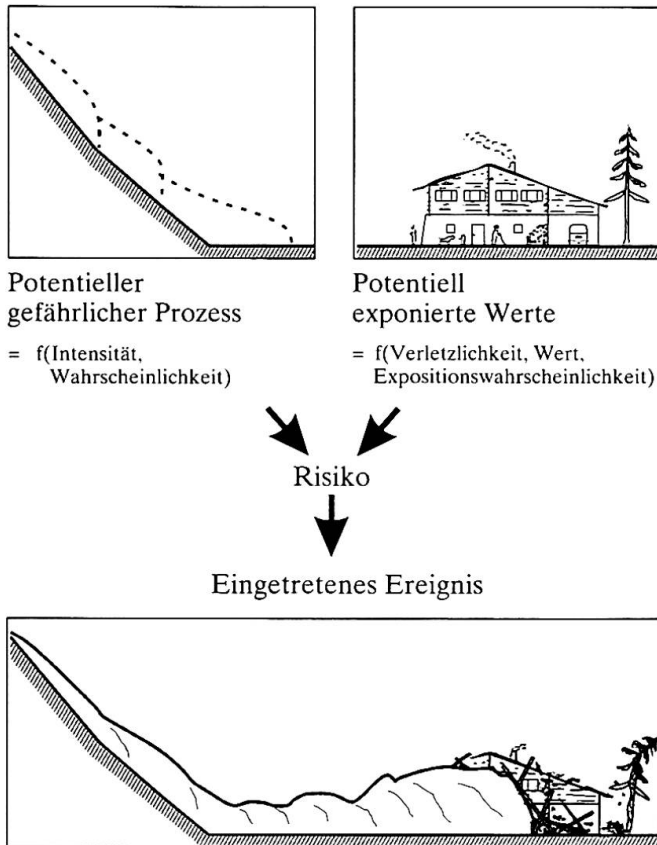 Potentieller
gefährlicher Prozess
= f(Intensität,
Wahrscheinlichkeit)
Potentiell
exponierte Werte
= f(Verletzlichkeit, Wert,
Expositionswahrscheinlichkeit)
Risiko
Eingetretenes Ereignis